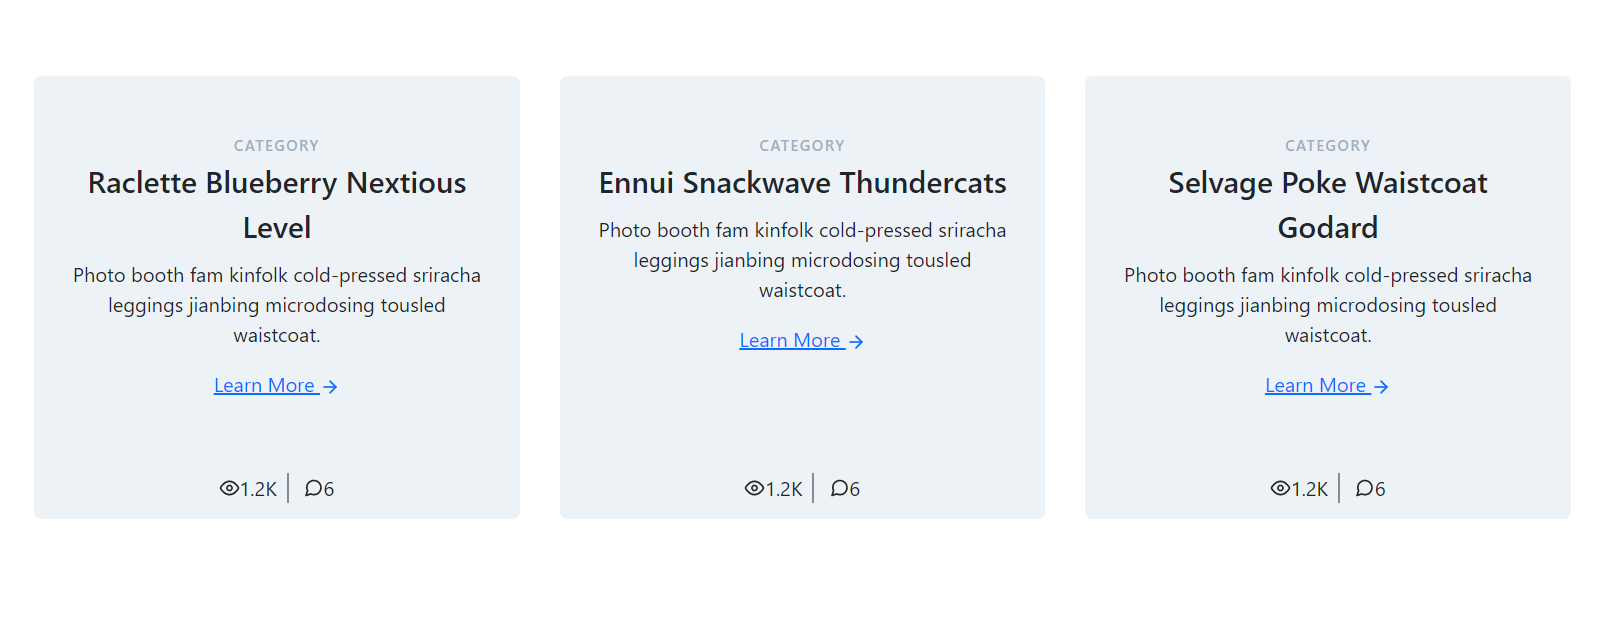 CATEGORY
Raclette Blueberry Nextious
Level
Photo booth fam kinfolk cold-pressed sriracha
leggings jianbing microdosing tousled
waistcoat.
Learn More
1.2K
6
CATEGORY
Ennui Snackwave Thundercats
Photo booth fam kinfolk cold-pressed sriracha
leggings jianbing microdosing tousled
waistcoat.
Learn More
1.2K
6
CATEGORY
Selvage Poke Waistcoat
Godard
Photo booth fam kinfolk cold-pressed sriracha
leggings jianbing microdosing tousled
waistcoat.
Learn More
1.2K
6